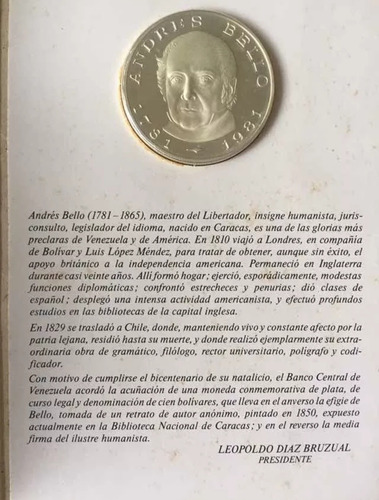 ANDRES BELLO
1781 1981
Andrés Bello (1781–1865), maestro del Libertador, insigne humanista, juris-
consulto, legislador del idioma, nacido en Caracas, es una de las glorias más
preclaras de Venezuela y de América. En 1810 viajó a Londres, en compañía
de Bolívar y Luis López Méndez, para tratar de obtener, aunque sin éxito, el
apoyo británico a la independencia americana. Permaneció en Inglaterra
durante casi veinte años. Allí formó hogar; ejerció, esporádicamente, modestas
funciones diplomáticas; confrontó estrecheces y penurias; dió clases de
español; desplegó una intensa actividad americanista, y efectuó profundos
estudios en las bibliotecas de la capital inglesa.
En 1829 se trasladó a Chile, donde, manteniendo vivo y constante afecto por la
patria lejana, residió hasta su muerte, y donde realizó ejemplarmente su extra-
ordinaria obra de gramático, filólogo, rector universitario, polígrafo y codi-
ficador.
Con motivo de cumplirse el bicentenario de su natalicio, el Banco Central de
Venezuela acordó la acuñación de una moneda conmemorativa de plata, de
curso legal y denominación de cien bolívares, que lleva en el anverso la efigie de
Bello, tomada de un retrato de autor anónimo, pintado en 1850, expuesto
actualmente en la Biblioteca Nacional de Caracas; y en el reverso la media
firma del ilustre humanista.
LEOPOLDO DIAZ BRUZUAL
PRESIDENTE